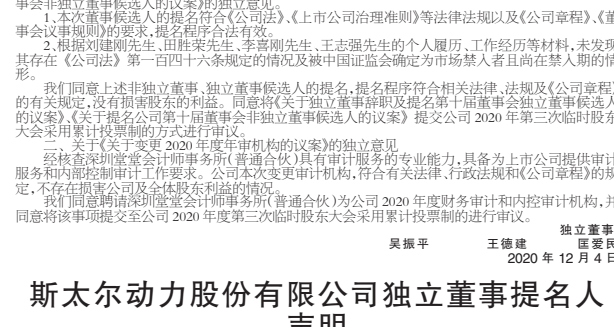 事会非独立董事候选人的议案》的独立意见。
1、本次董事候选人的提名符合《公司法》、《上市公司治理准则》等法律法规以及《公司章程》、《董
事会议事规则》的要求，提名程序合法有效。
2、根据刘建刚先生、田胜荣先生、李喜刚先生、王志强先生的个人履历、工作经历等材料，未发现
其存在《公司法》第一百四十六条规定的情况及被中国证监会确定为市场禁入者且尚在禁入期的情
形。
我们同意上述非独立董事、独立董事候选人的提名，提名程序符合相关法律、法规及《公司章程》
的有关规定，没有损害股东的利益。同意将《关于独立董事辞职及提名第十届董事会独立董事候选人
的议案》、《关于提名公司第十届董事会非独立董事候选人的议案》提交公司 2020 年第三次临时股东
大会采用累计投票制的方式进行审议。
二、关于《关于变更 2020 年度年审机构的议案》的独立意见
经核查深圳堂堂会计师事务所（普通合伙）具有审计服务的专业能力，具备为上市公司提供审计
服务和内部控制审计工作要求。公司本次变更审计机构，符合有关法律、行政法规和《公司章程》的规
定，不存在损害公司及全体股东利益的情况。
我们同意聘请深圳堂堂会计师事务所（普通合伙）为公司 2020 年度财务审计和内控审计机构，并
同意将该事项提交至公司 2020 年度第三次临时股东大会采用累计投票制的进行审议。
独立董事
吴振平 王德建 匡爱民
2020 年 12 月 4 日
斯太尔动力股份有限公司独立董事提名人
声明